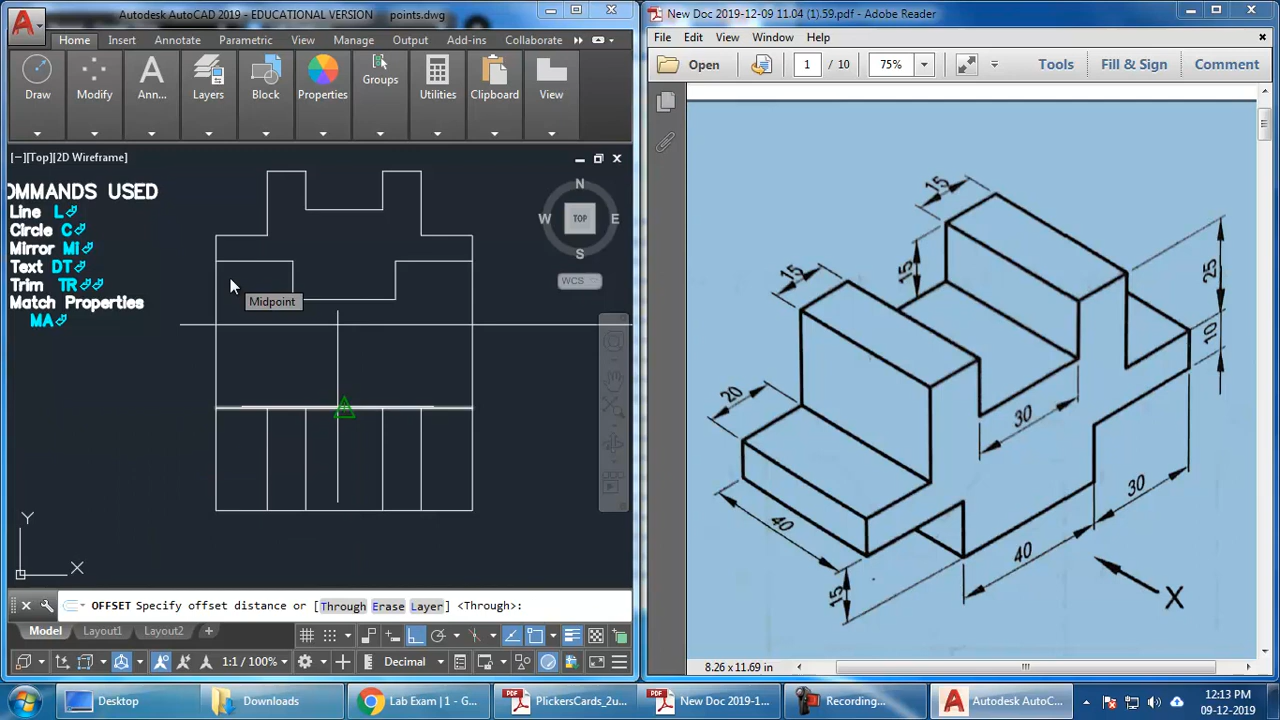 Autodesk AutoCAD 2019 - EDUCATIONAL VERSION points.dwg
Home Insert Annotate Parametric View Manage Output Add-ins Collaborate
Draw Modify Ann... Layers Block Properties Groups Utilities Clipboard View
[−][Top][2D Wireframe]
OMMANDS USED
Line L
Circle C
Mirror MI
Text DT
Trim TR
Match Properties
MA
N
W TOP E
S
WCS
Midpoint
Y
X
OFFSET Specify offset distance or [Through Erase Layer] <Through>:
Model Layout1 Layout2 +
1:1 / 100% Decimal
New Doc 2019-12-09 11.04 (1).59.pdf - Adobe Reader
File Edit View Window Help
Open 1 / 10 75% Tools Fill & Sign Comment
15
15
15
25
10
20
30
40
30
40
15
X
8.26 x 11.69 in
Desktop Downloads Lab Exam | 1 - G... PlickersCards_2u... New Doc 2019-1... Recording... Autodesk AutoC...
12:13 PM
09-12-2019